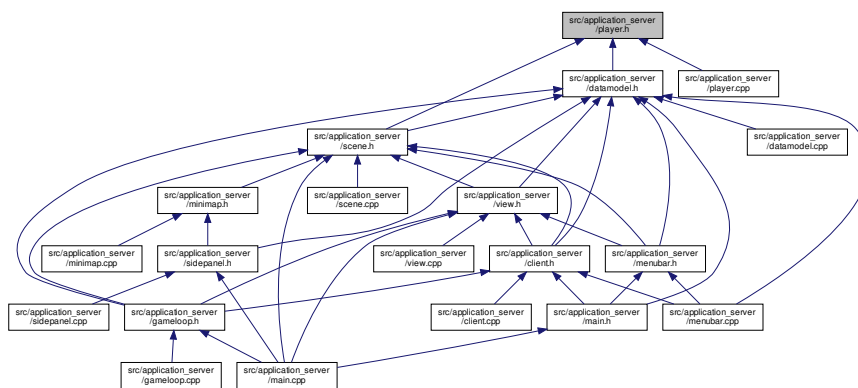 src/application_server
/player.h
src/application_server
/datamodel.h
src/application_server
/player.cpp
src/application_server
/scene.h
src/application_server
/datamodel.cpp
src/application_server
/minimap.h
src/application_server
/scene.cpp
src/application_server
/view.h
src/application_server
/minimap.cpp
src/application_server
/sidepanel.h
src/application_server
/view.cpp
src/application_server
/client.h
src/application_server
/menubar.h
src/application_server
/sidepanel.cpp
src/application_server
/gameloop.h
src/application_server
/client.cpp
src/application_server
/main.h
src/application_server
/menubar.cpp
src/application_server
/gameloop.cpp
src/application_server
/main.cpp